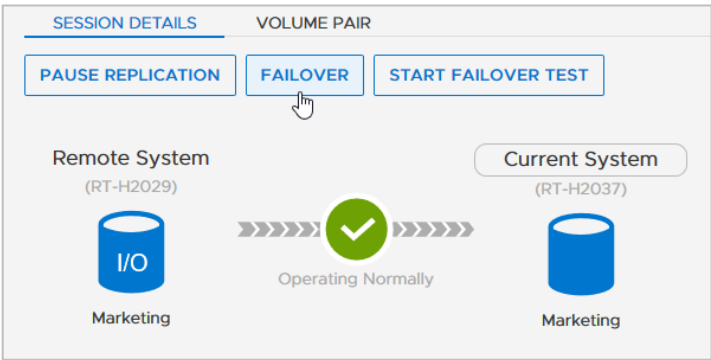 SESSION DETAILS VOLUME PAIR
PAUSE REPLICATION FAILOVER START FAILOVER TEST
Remote System Current System
(RT-H2029) (RT-H2037)
I/O
Operating Normally
Marketing Marketing